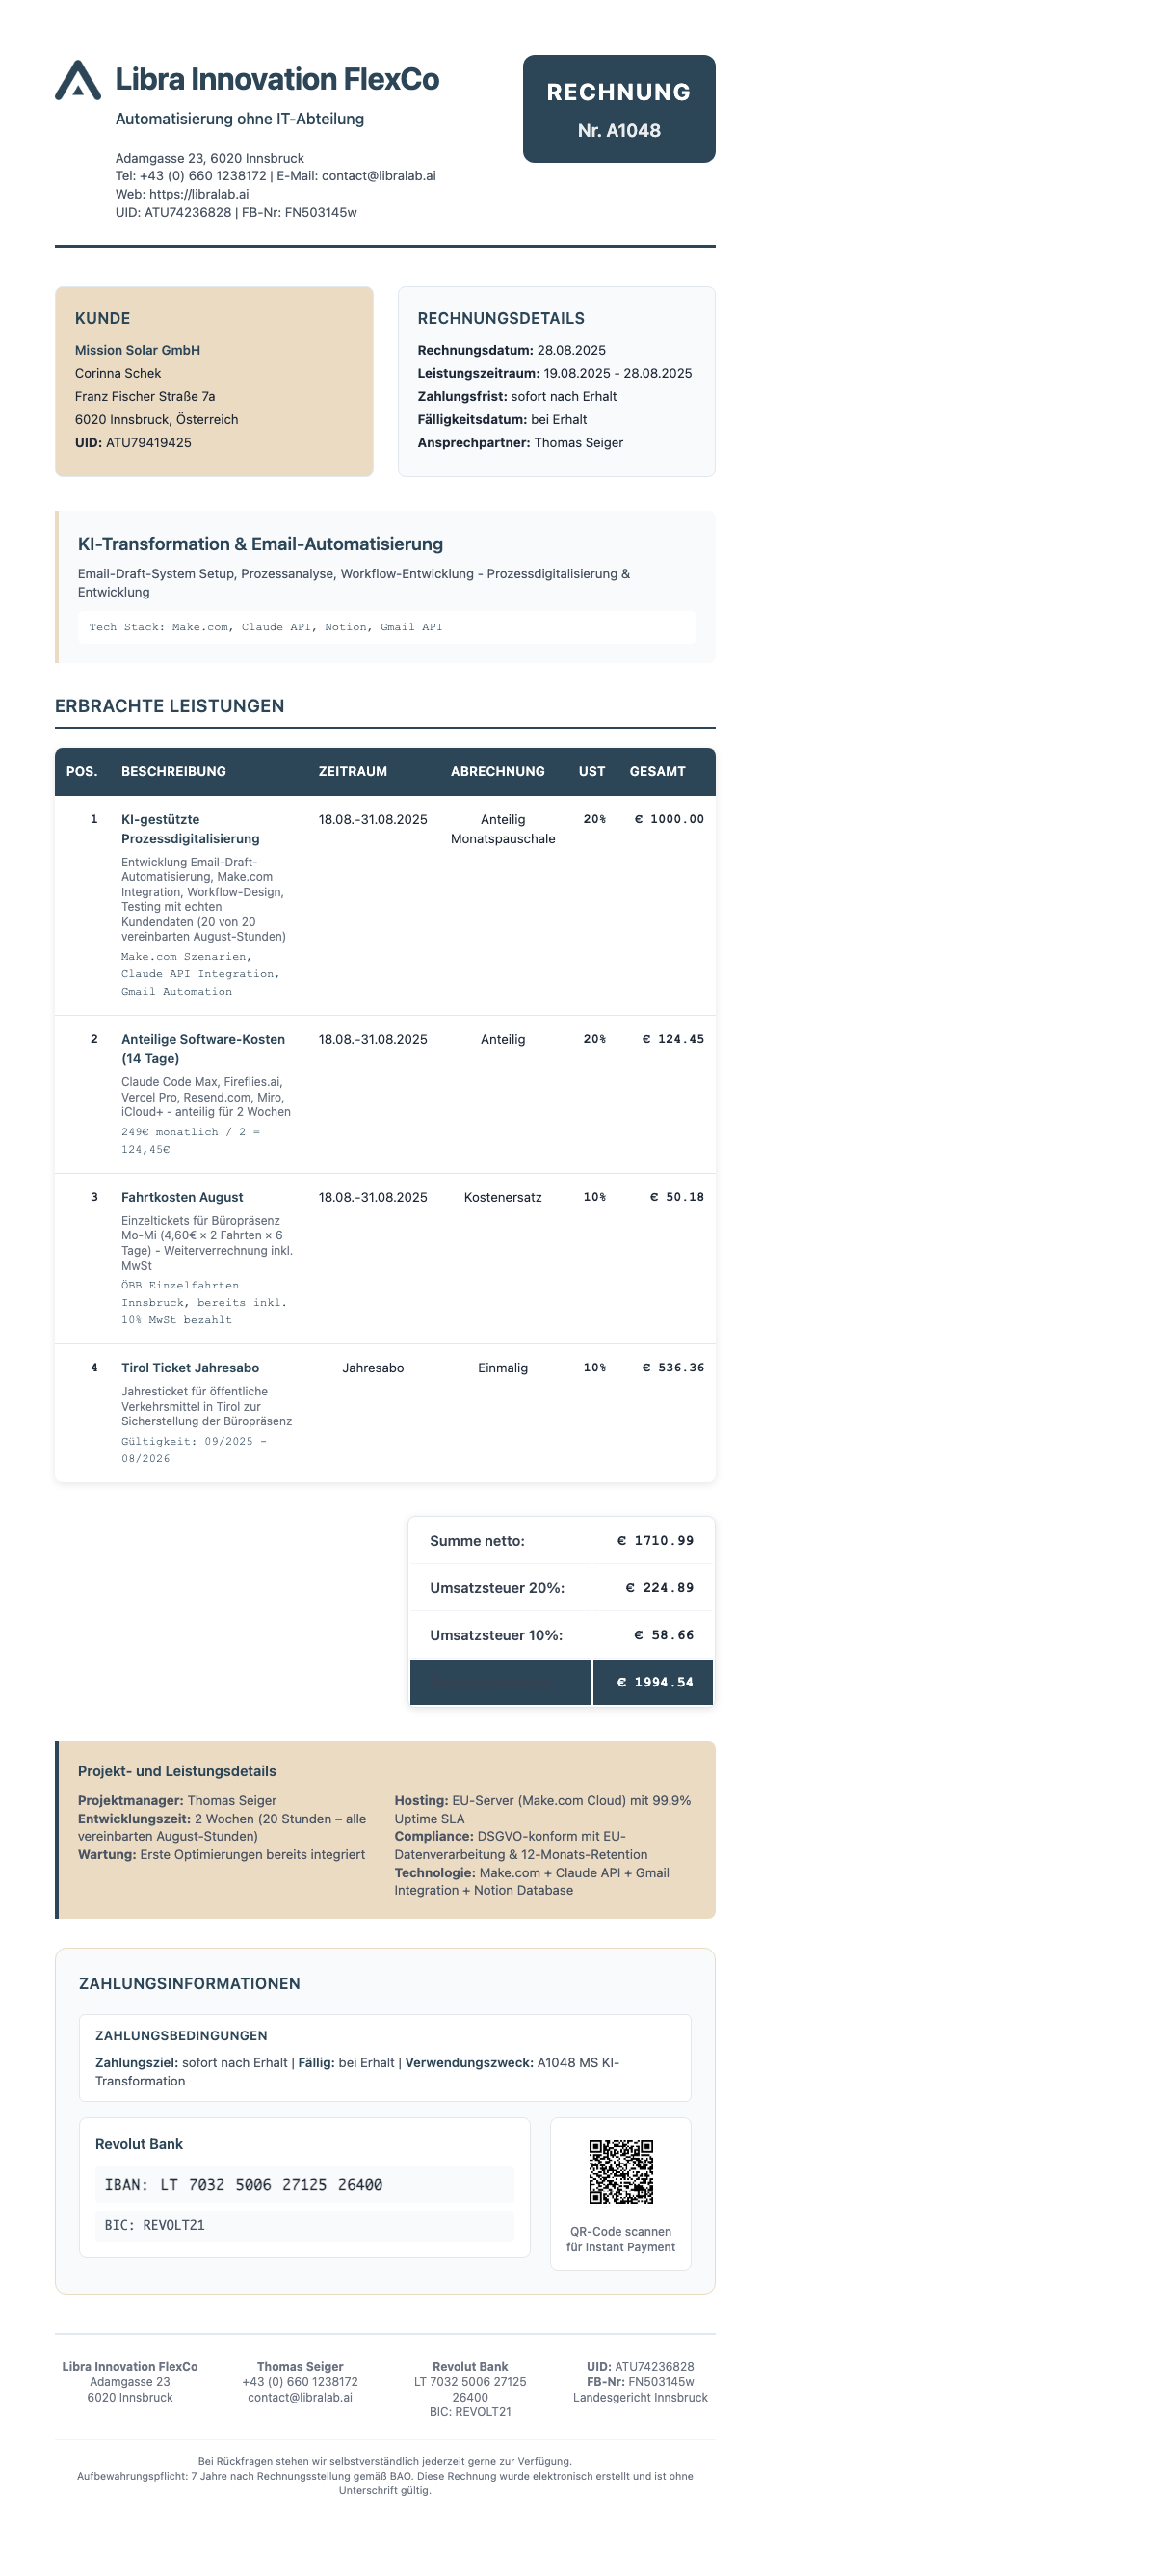 Libra Innovation FlexCo
Automatisierung ohne IT-Abteilung
Adamgasse 23, 6020 Innsbruck
Tel: +43 (0) 660 1238172 | E-Mail: contact@libralab.ai
Web: https://libralab.ai
UID: ATU74236828 | FB-Nr: FN503145w
RECHNUNG
Nr. A1048
KUNDE
Mission Solar GmbH
Corinna Schek
Franz Fischer Straße 7a
6020 Innsbruck, Österreich
UID: ATU79419425
RECHNUNGSDETAILS
Rechnungsdatum: 28.08.2025
Leistungszeitraum: 19.08.2025 - 28.08.2025
Zahlungsfrist: sofort nach Erhalt
Fälligkeitsdatum: bei Erhalt
Ansprechpartner: Thomas Seiger
KI-Transformation & Email-Automatisierung
Email-Draft-System Setup, Prozessanalyse, Workflow-Entwicklung - Prozessdigitalisierung &
Entwicklung
Tech Stack: Make.com, Claude API, Notion, Gmail API
ERBRACHTE LEISTUNGEN
POS. BESCHREIBUNG ZEITRAUM ABRECHNUNG UST GESAMT
1 KI-gestützte 18.08.-31.08.2025 Anteilig 20% € 1000.00
Prozessdigitalisierung Monatspauschale
Entwicklung Email-Draft-
Automatisierung, Make.com
Integration, Workflow-Design,
Testing mit echten
Kundendaten (20 von 20
vereinbarten August-Stunden)
Make.com Szenarien,
Claude API Integration,
Gmail Automation
2 Anteilige Software-Kosten 18.08.-31.08.2025 Anteilig 20% € 124.45
(14 Tage)
Claude Code Max, Fireflies.ai,
Vercel Pro, Resend.com, Miro,
iCloud+ - anteilig für 2 Wochen
249€ monatlich / 2 =
124,45€
3 Fahrtkosten August 18.08.-31.08.2025 Kostenersatz 10% € 50.18
Einzeltickets für Büropräsenz
Mo-Mi (4,60€ × 2 Fahrten × 6
Tage) - Weiterverrechnung inkl.
MwSt
ÖBB Einzelfahrten
Innsbruck, bereits inkl.
10% MwSt bezahlt
4 Tirol Ticket Jahresabo Jahresabo Einmalig 10% € 536.36
Jahresticket für öffentliche
Verkehrsmittel in Tirol zur
Sicherstellung der Büropräsenz
Gültigkeit: 09/2025 -
08/2026
Summe netto: € 1710.99
Umsatzsteuer 20%: € 224.89
Umsatzsteuer 10%: € 58.66
€ 1994.54
Projekt- und Leistungsdetails
Projektmanager: Thomas Seiger
Entwicklungszeit: 2 Wochen (20 Stunden – alle
vereinbarten August-Stunden)
Wartung: Erste Optimierungen bereits integriert
Hosting: EU-Server (Make.com Cloud) mit 99.9%
Uptime SLA
Compliance: DSGVO-konform mit EU-
Datenverarbeitung & 12-Monats-Retention
Technologie: Make.com + Claude API + Gmail
Integration + Notion Database
ZAHLUNGSINFORMATIONEN
ZAHLUNGSBEDINGUNGEN
Zahlungsziel: sofort nach Erhalt | Fällig: bei Erhalt | Verwendungszweck: A1048 MS KI-
Transformation
Revolut Bank
IBAN: LT 7032 5006 27125 26400
BIC: REVOLT21
QR-Code scannen
für Instant Payment
Libra Innovation FlexCo
Adamgasse 23
6020 Innsbruck
Thomas Seiger
+43 (0) 660 1238172
contact@libralab.ai
Revolut Bank
LT 7032 5006 27125
26400
BIC: REVOLT21
UID: ATU74236828
FB-Nr: FN503145w
Landesgericht Innsbruck
Bei Rückfragen stehen wir selbstverständlich jederzeit gerne zur Verfügung.
Aufbewahrungspflicht: 7 Jahre nach Rechnungsstellung gemäß BAO. Diese Rechnung wurde elektronisch erstellt und ist ohne
Unterschrift gültig.